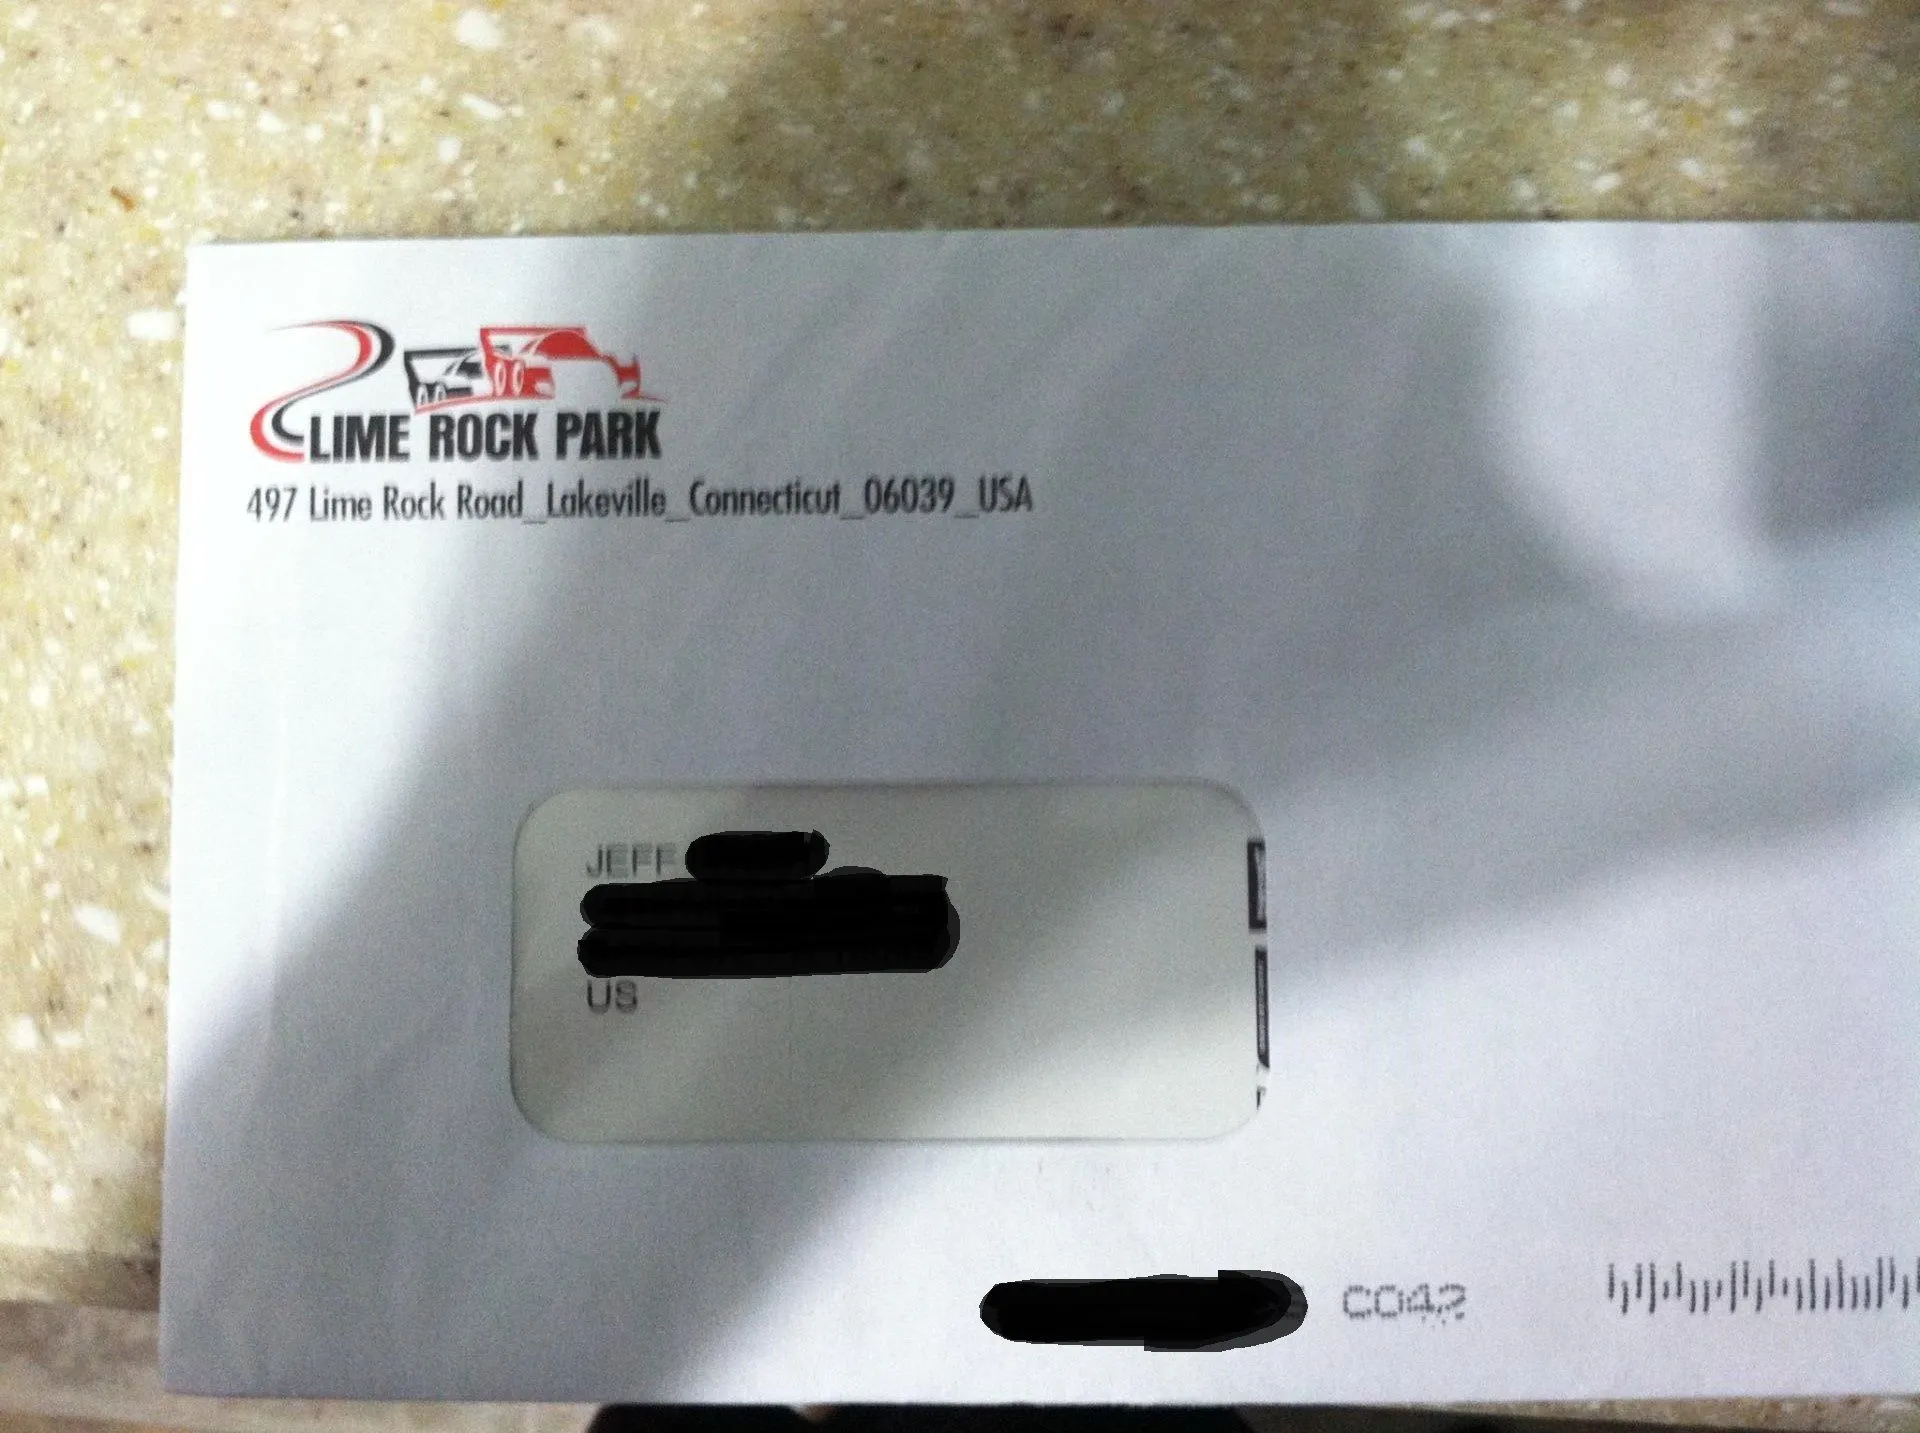 LIME ROCK PARK
497 Lime Rock Road_Lakeville_Connecticut_06039_USA
JEFF
US
C042